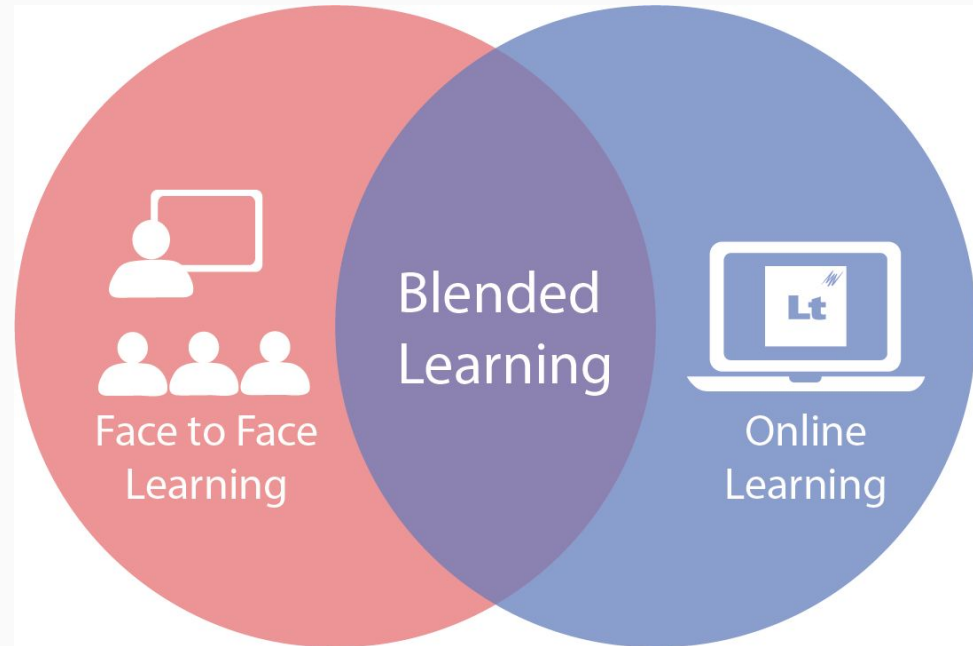 Face to Face
Learning
Blended
Learning
Lt
Online
Learning